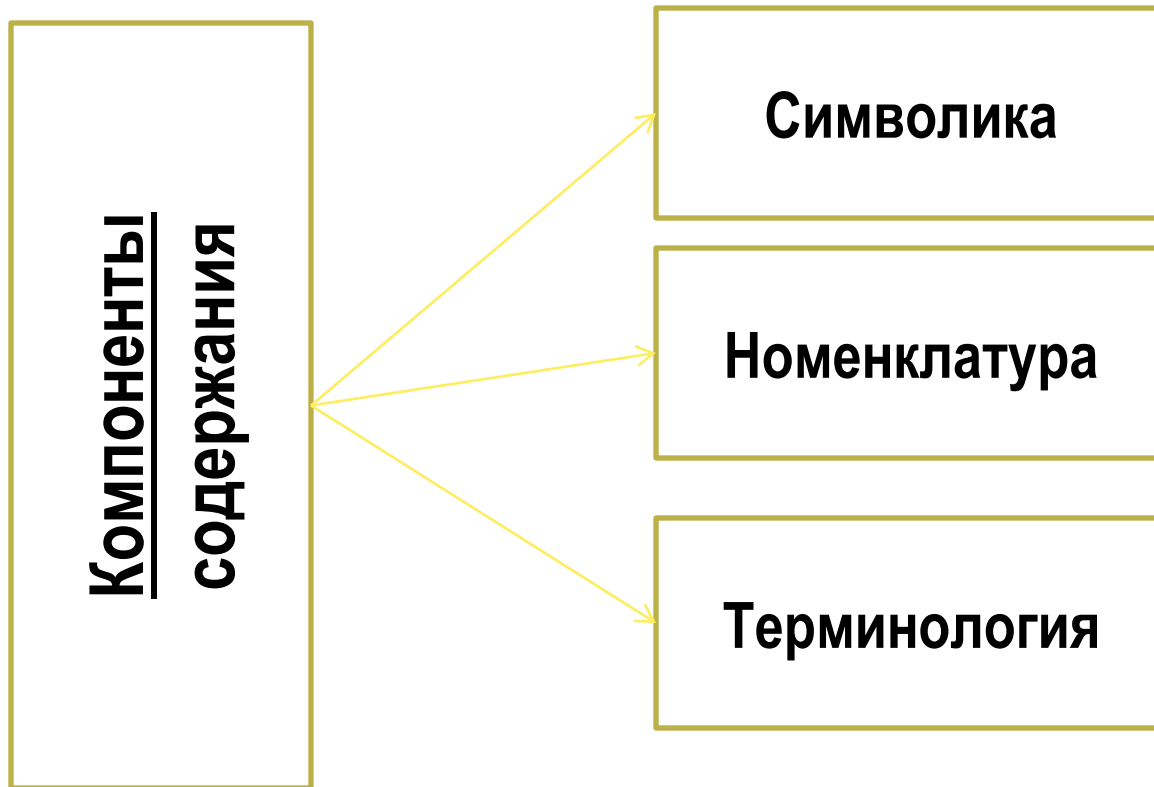 Компоненты
содержания
Символика
Номенклатура
Терминология